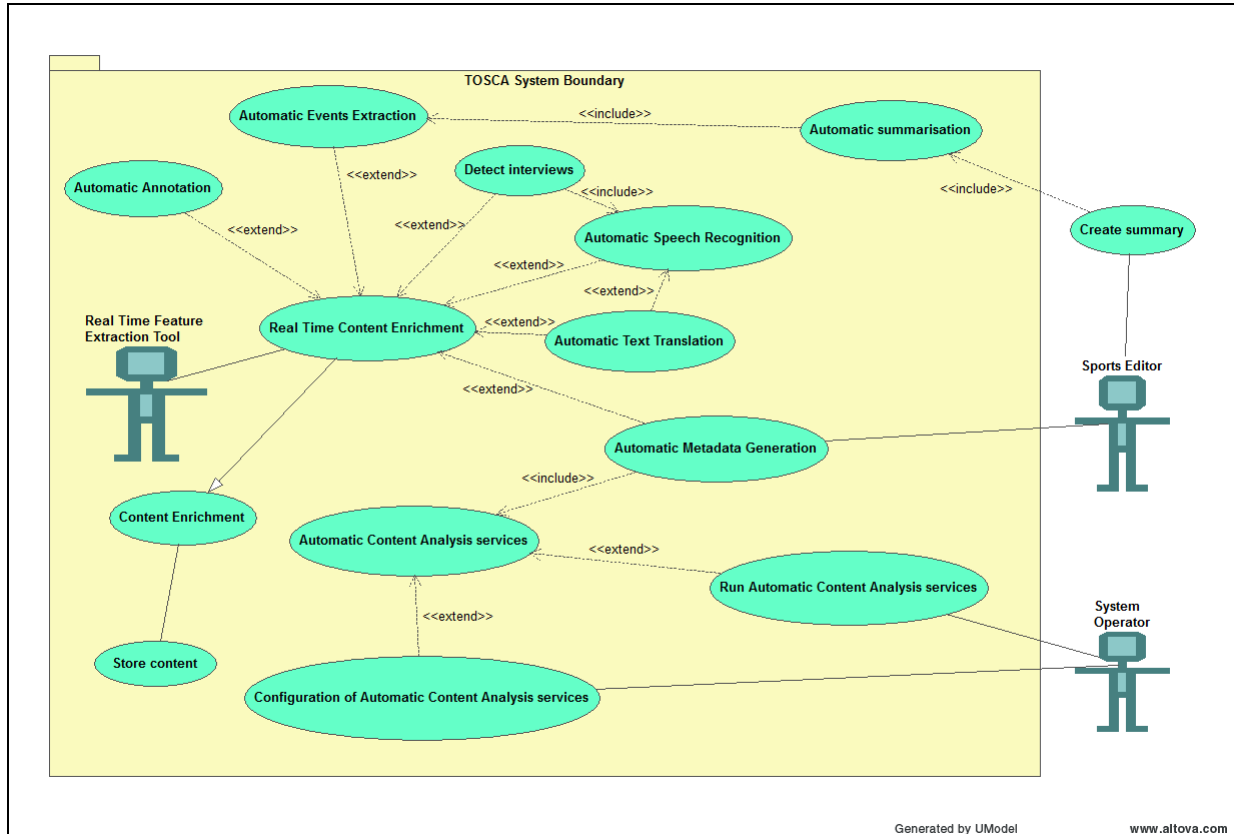 TOSCA System Boundary
Automatic Events Extraction
<<include>>
Automatic summarisation
<<extend>>
Detect interviews
Automatic Annotation
<<include>>
<<include>>
<<extend>>
<<extend>>
Automatic Speech Recognition
Create summary
<<extend>>
<<extend>>
Real Time Feature
Extraction Tool
Real Time Content Enrichment
<<extend>>
Automatic Text Translation
Sports Editor
<<extend>>
Automatic Metadata Generation
<<include>>
Content Enrichment
Automatic Content Analysis services
<<extend>>
Run Automatic Content Analysis services
<<extend>>
System
Operator
Store content
Configuration of Automatic Content Analysis services
Generated by UModel
www.altova.com